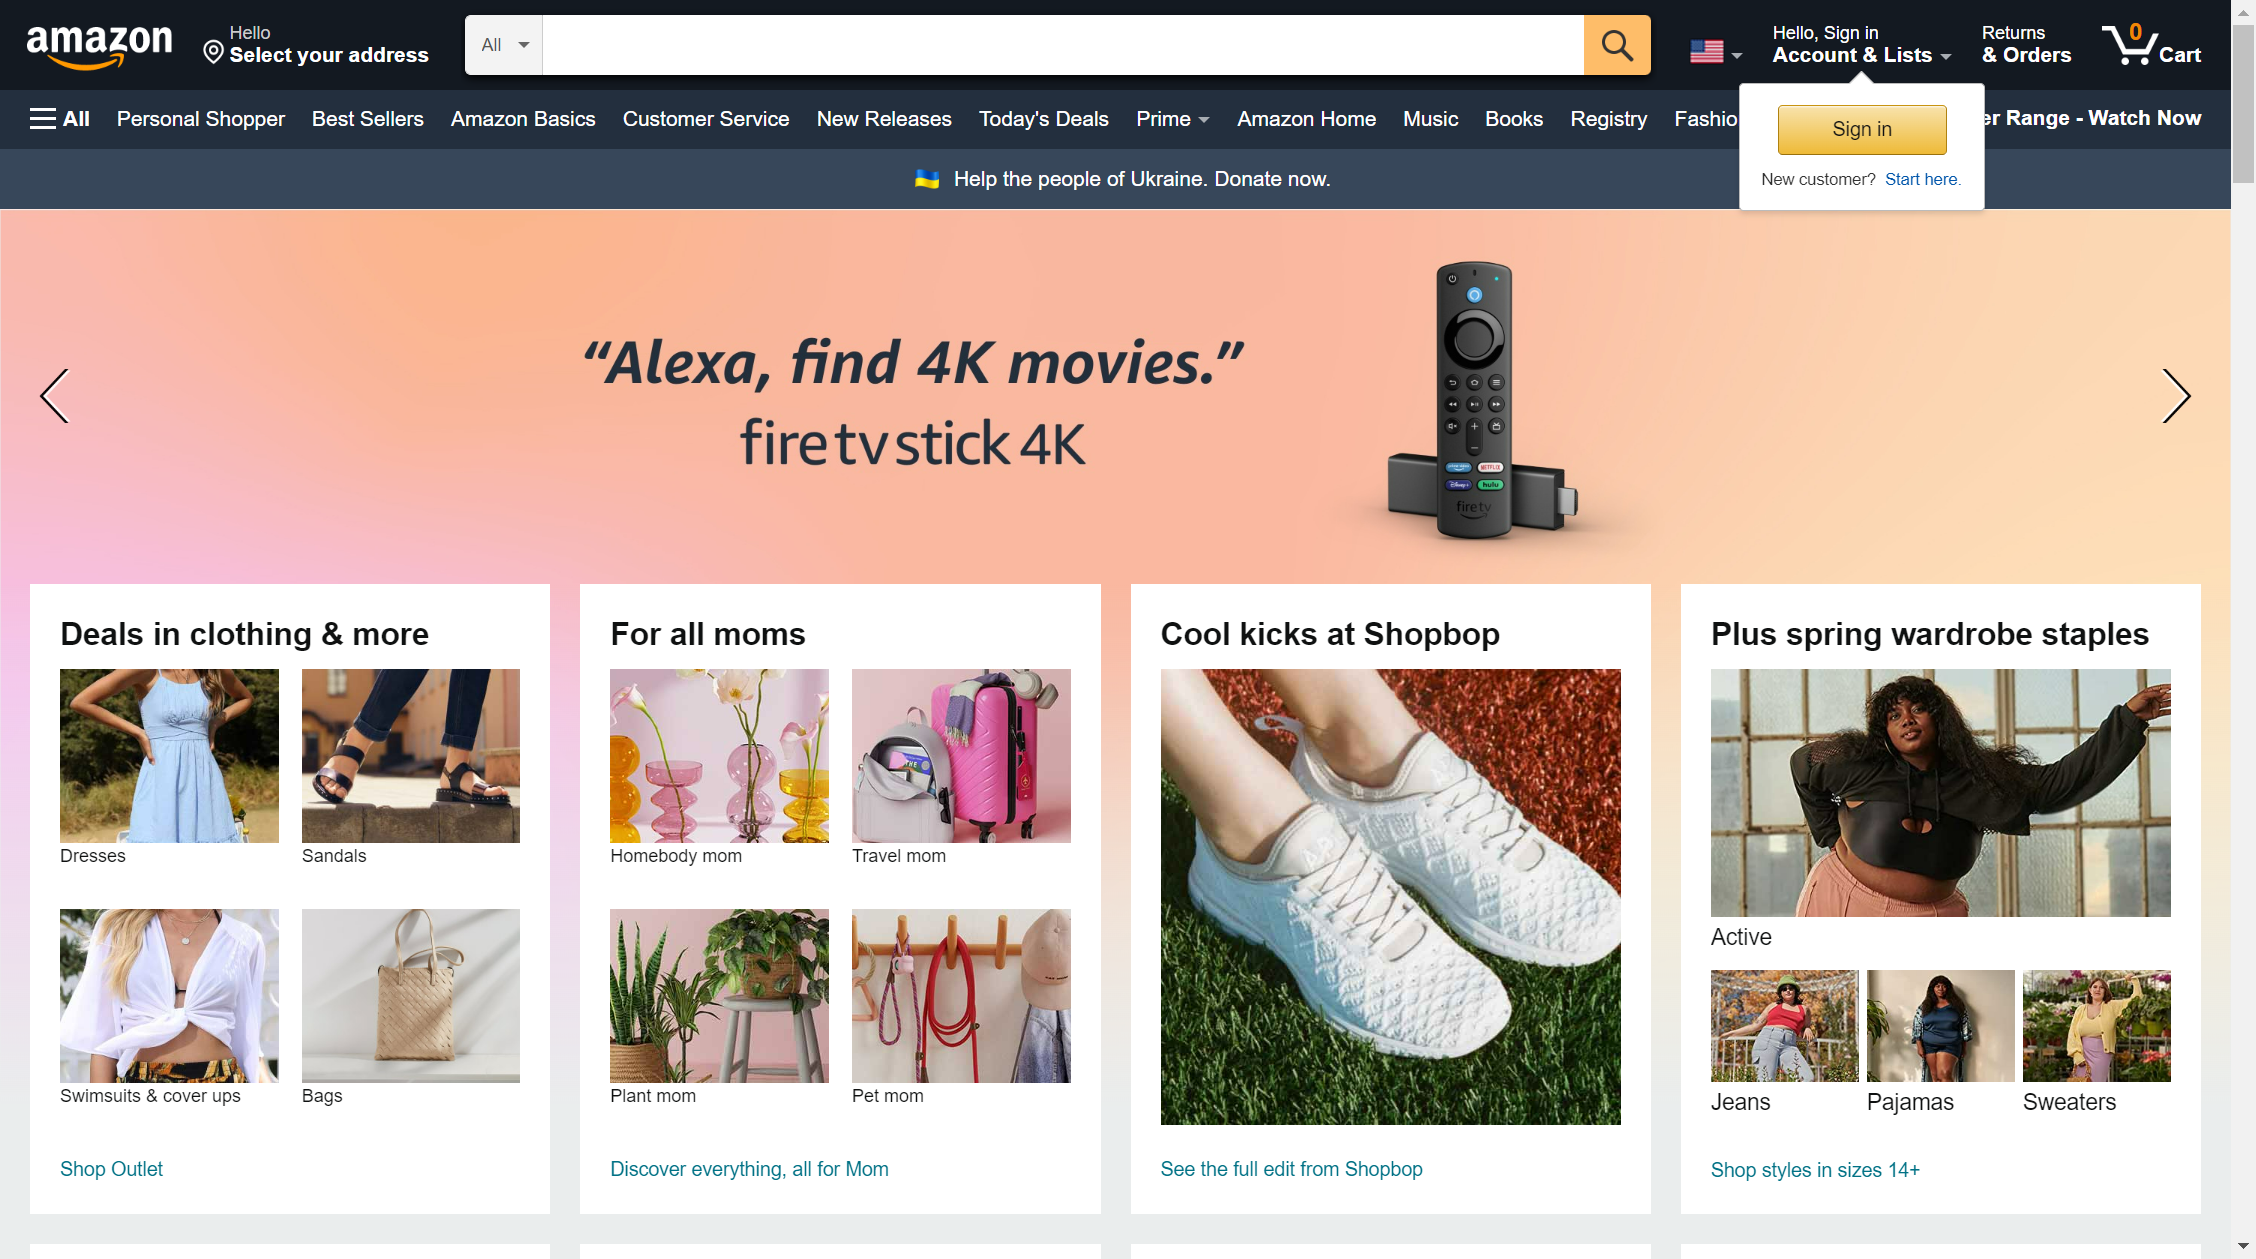 amazon
Hello
Select your address
All
Hello, Sign in
Account & Lists
Returns
& Orders
0
Cart
All
Personal Shopper
Best Sellers
Amazon Basics
Customer Service
New Releases
Today's Deals
Prime
Amazon Home
Music
Books
Registry
Fashio
er Range - Watch Now
Sign in
New customer? Start here.
Help the people of Ukraine. Donate now.
“Alexa, find 4K movies.”
fire tv stick 4K
NETFLIX
Disney+
hulu
fire tv
Deals in clothing & more
Dresses
Sandals
Swimsuits & cover ups
Bags
Shop Outlet
For all moms
Homebody mom
Travel mom
Plant mom
Pet mom
Discover everything, all for Mom
Cool kicks at Shopbop
See the full edit from Shopbop
Plus spring wardrobe staples
Active
Jeans
Pajamas
Sweaters
Shop styles in sizes 14+